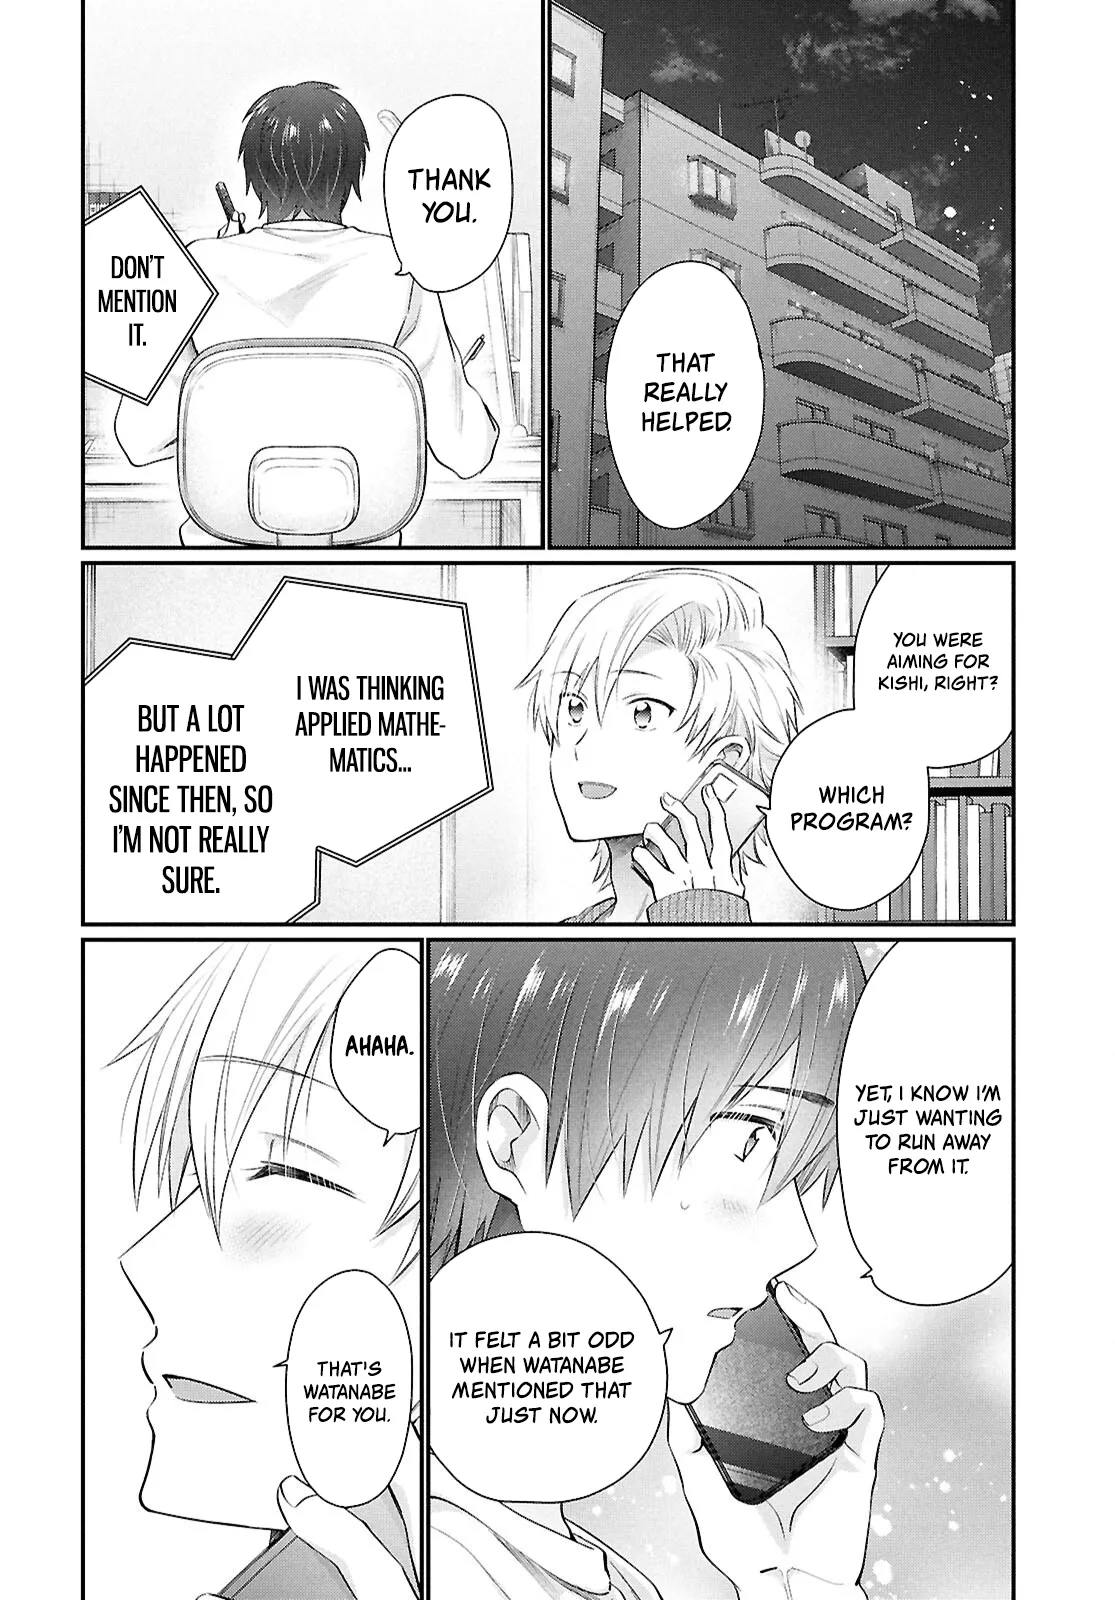 THAT
REALLY
HELPED.
THANK
YOU.
DON'T
MENTION
IT.
YOU WERE
AIMING FOR
KISHI, RIGHT?
WHICH
PROGRAM?
I WAS THINKING
APPLIED MATHE-
MATICS...
BUT A LOT
HAPPENED
SINCE THEN, SO
I'M NOT REALLY
SURE.
YET, I KNOW I'M
JUST WANTING
TO RUN AWAY
FROM IT.
IT FELT A BIT ODD
WHEN WATANABE
MENTIONED THAT
JUST NOW.
AHAHA.
THAT'S
WATANABE
FOR YOU.